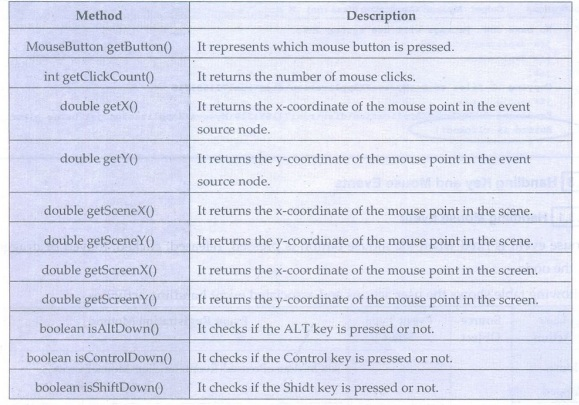 Method Description
MouseButton getButton() It represents which mouse button is pressed.
int getClickCount() It returns the number of mouse clicks.
double getX() It returns the x-coordinate of the mouse point in the event
source node.
double getY() It returns the y-coordinate of the mouse point in the event
source node.
double getSceneX() It returns the x-coordinate of the mouse point in the scene.
double getSceneY() It returns the y-coordinate of the mouse point in the scene.
double getScreenX() It returns the x-coordinate of the mouse point in the screen.
double getScreenY() It returns the y-coordinate of the mouse point in the screen.
boolean isAltDown() It checks if the ALT key is pressed or not.
boolean isControlDown() It checks if the Control key is pressed or not.
boolean isShiftDown() It checks if the Shidt key is pressed or not.